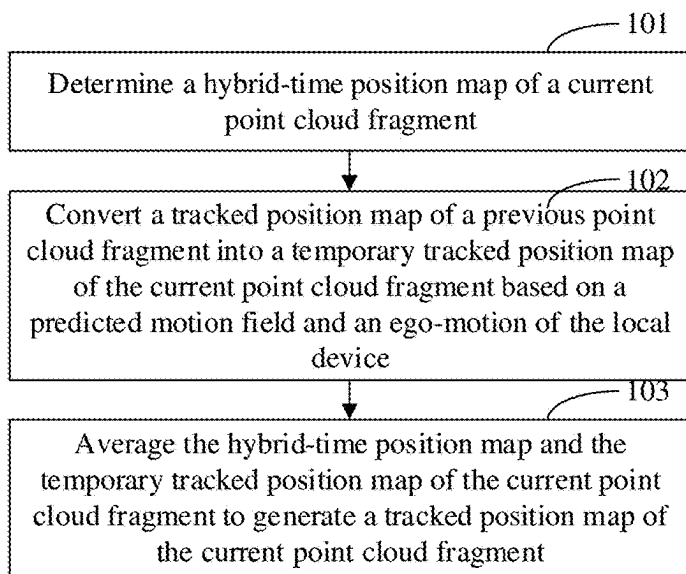 101
Determine a hybrid-time position map of a current
point cloud fragment
102
Convert a tracked position map of a previous point
cloud fragment into a temporary tracked position map
of the current point cloud fragment based on a
predicted motion field and an ego-motion of the local
device
103
Average the hybrid-time position map and the
temporary tracked position map of the current point
cloud fragment to generate a tracked position map of
the current point cloud fragment